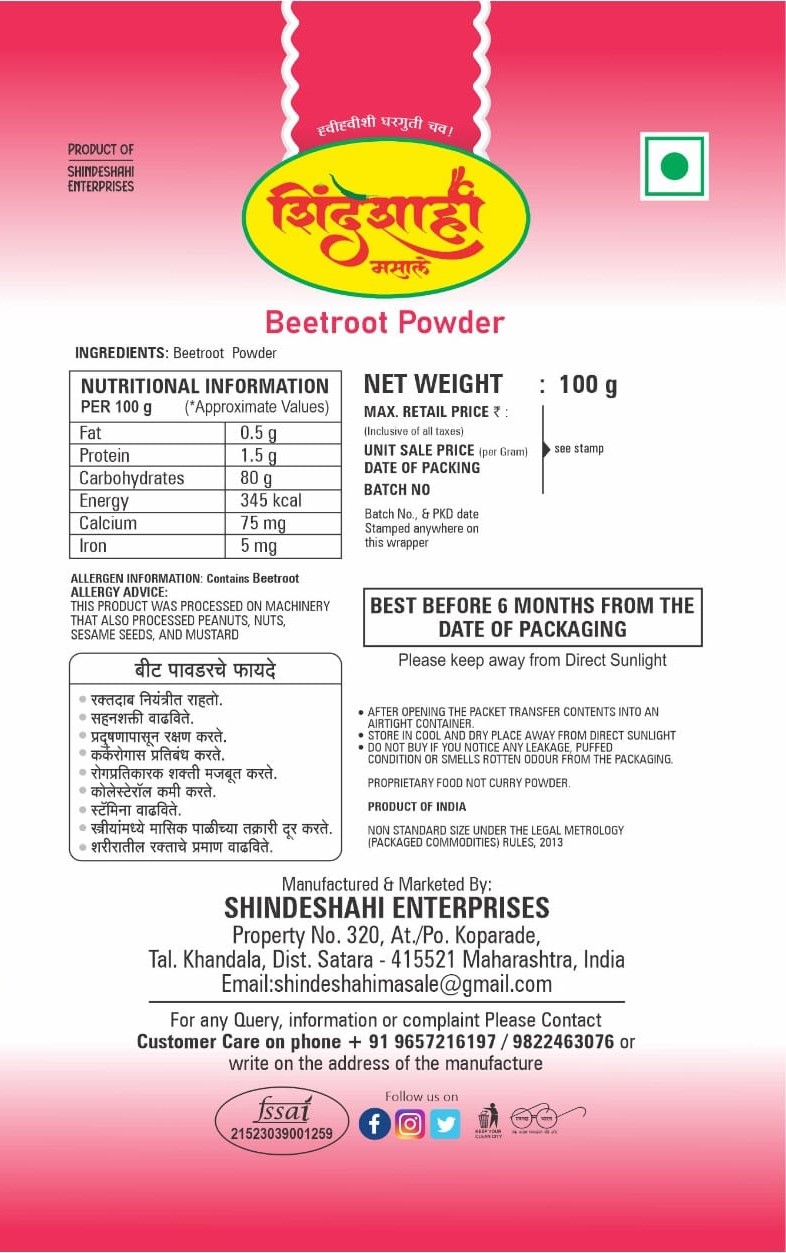 हवीहवीशी घरगुती चव!
PRODUCT OF
SHINDESHAHI
ENTERPRISES
शिंदेशाही
मसाले
Beetroot Powder
INGREDIENTS: Beetroot Powder
NUTRITIONAL INFORMATION
PER 100 g (*Approximate Values)
Fat 0.5 g
Protein 1.5 g
Carbohydrates 80 g
Energy 345 kcal
Calcium 75 mg
Iron 5 mg
NET WEIGHT : 100 g
MAX. RETAIL PRICE ₹ :
(Inclusive of all taxes)
UNIT SALE PRICE (per Gram)
see stamp
DATE OF PACKING
BATCH NO
Batch No., & PKD date
Stamped anywhere on
this wrapper
ALLERGEN INFORMATION: Contains Beetroot
ALLERGY ADVICE:
THIS PRODUCT WAS PROCESSED ON MACHINERY
THAT ALSO PROCESSED PEANUTS, NUTS,
SESAME SEEDS, AND MUSTARD
BEST BEFORE 6 MONTHS FROM THE
DATE OF PACKAGING
Please keep away from Direct Sunlight
बीट पावडरचे फायदे
• रक्तदाब नियंत्रीत राहतो.
• सहनशक्ती वाढविते.
• प्रदुषणापासून रक्षण करते.
• कर्करोगास प्रतिबंध करते.
• रोगप्रतिकारक शक्ती मजबूत करते.
• कोलेस्टेरॉल कमी करते.
• स्टॅमिना वाढविते.
• स्त्रीयांमध्ये मासिक पाळीच्या तक्रारी दूर करते.
• शरीरातील रक्ताचे प्रमाण वाढविते.
• AFTER OPENING THE PACKET TRANSFER CONTENTS INTO AN
AIRTIGHT CONTAINER.
• STORE IN COOL AND DRY PLACE AWAY FROM DIRECT SUNLIGHT
• DO NOT BUY IF YOU NOTICE ANY LEAKAGE, PUFFED
CONDITION OR SMELLS ROTTEN ODOUR FROM THE PACKAGING.
PROPRIETARY FOOD NOT CURRY POWDER.
PRODUCT OF INDIA
NON STANDARD SIZE UNDER THE LEGAL METROLOGY
(PACKAGED COMMODITIES) RULES, 2013
Manufactured & Marketed By:
SHINDESHAHI ENTERPRISES
Property No. 320, At./Po. Koparade,
Tal. Khandala, Dist. Satara - 415521 Maharashtra, India
Email:shindeshahimasale@gmail.com
For any Query, information or complaint Please Contact
Customer Care on phone + 91 9657216197 / 9822463076 or
write on the address of the manufacture
fssai
21523039001259
Follow us on
KEEP YOUR
CLEAN CITY